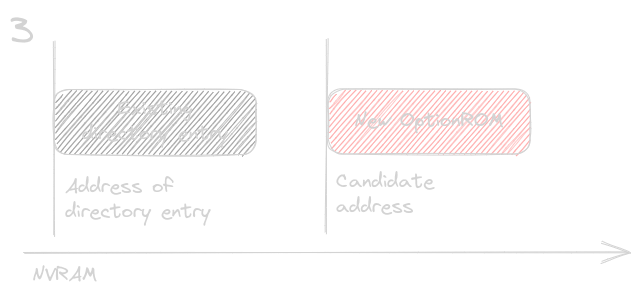 3
Existing
directory entry
New OptionROM
Address of
directory entry
Candidate
address
NVRAM